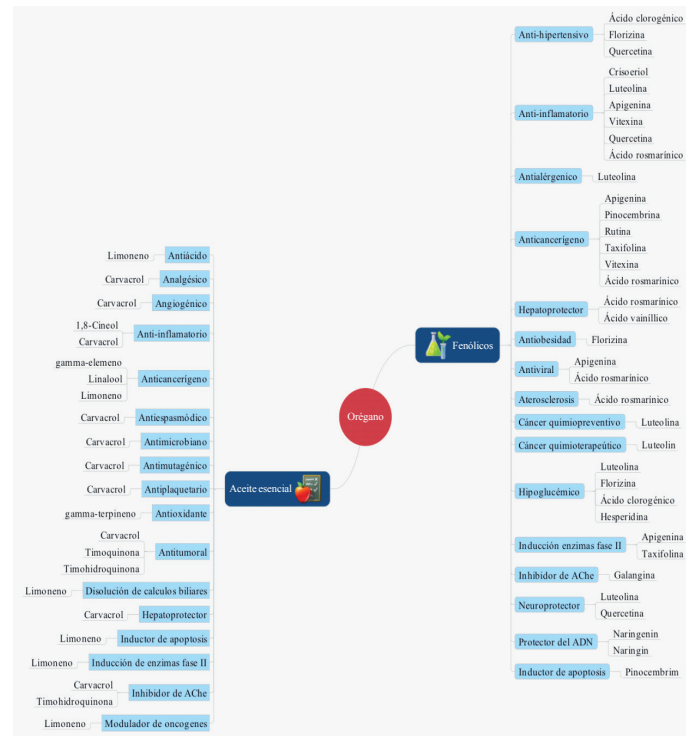 Orégano
Fenólicos
Anti-hipertensivo
Ácido clorogénico
Florizina
Quercetina
Anti-inflamatorio
Crisoeriol
Luteolina
Apigenina
Vitexina
Quercetina
Ácido rosmarínico
Antialérgenico
Luteolina
Anticancerígeno
Apigenina
Pinocembrina
Rutina
Taxifolina
Vitexina
Ácido rosmarínico
Hepatoprotector
Ácido rosmarínico
Ácido vainíllico
Antiobesidad
Florizina
Antiviral
Apigenina
Ácido rosmarínico
Aterosclerosis
Ácido rosmarínico
Cáncer quimiopreventivo
Luteolina
Cáncer quimioterapeútico
Luteolin
Hipoglucémico
Luteolina
Florizina
Ácido clorogénico
Hesperidina
Inducción enzimas fase II
Apigenina
Taxifolina
Inhibidor de AChe
Galangina
Neuroprotector
Luteolina
Quercetina
Protector del ADN
Naringenin
Naringin
Inductor de apoptosis
Pinocembrim
Aceite esencial
Antiácido
Limoneno
Analgésico
Carvacrol
Angiogénico
Carvacrol
Anti-inflamatorio
1,8-Cineol
Carvacrol
Anticancerígeno
gamma-elemeno
Linalool
Limoneno
Antiespasmódico
Carvacrol
Antimicrobiano
Carvacrol
Antimutagénico
Carvacrol
Antiplaquetario
Carvacrol
Antioxidante
gamma-terpineno
Antitumoral
Carvacrol
Timoquinona
Timohidroquinona
Disolución de calculos biliares
Limoneno
Hepatoprotector
Carvacrol
Inductor de apoptosis
Limoneno
Inducción de enzimas fase II
Limoneno
Inhibidor de AChe
Carvacrol
Timohidroquinona
Modulador de oncogenes
Limoneno